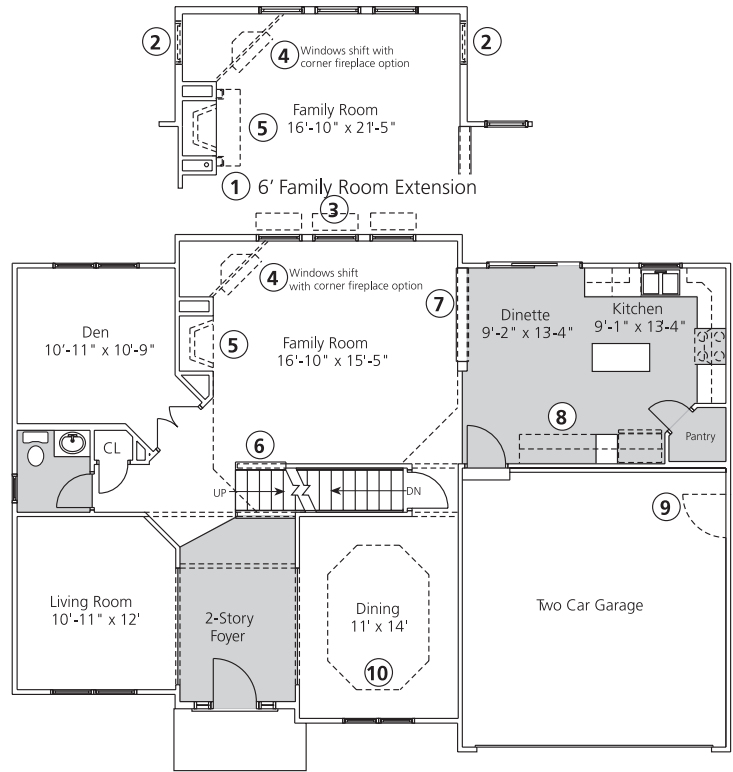 2
2
4
Windows shift with
corner fireplace option
Family Room
16'-10" x 21'-5"
5
1 6' Family Room Extension
3
4
Windows shift
with corner fireplace option
7
Dinette
9'-2" x 13-4"
Kitchen
9'-1" x 13'-4"
Den
10'-11" x 10'-9"
5
Family Room
16'-10" x 15'-5"
8
Pantry
CL
6
UP
DN
9
Living Room
10'-11" x 12'
2-Story
Foyer
Dining
11' x 14'
10
Two Car Garage